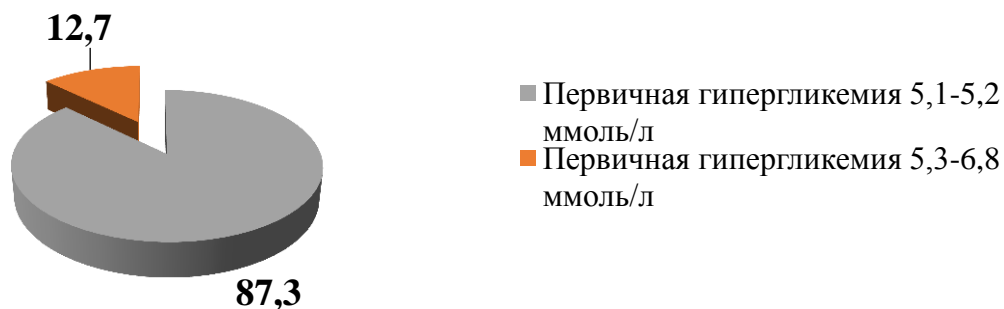 12,7
Первичная гипергликемия 5,1-5,2
ммоль/л
Первичная гипергликемия 5,3-6,8
ммоль/л
87,3